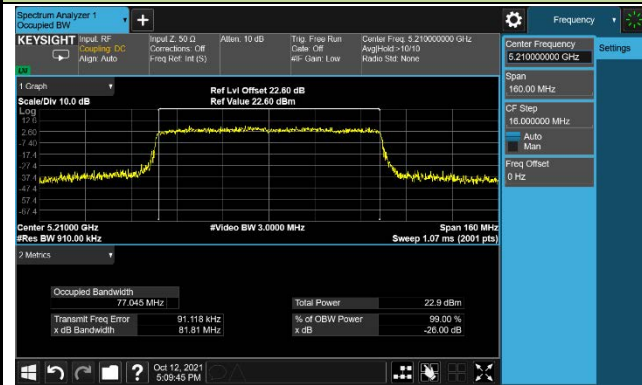 Spectrum Analyzer 1
Occupied BW
+
Frequency
KEYSIGHT
Input: RF
Coupling: DC
Align: Auto
Input Z: 50 Ω
Corrections: Off
Freq Ref: Int (S)
Atten: 10 dB
Trig: Free Run
Gate: Off
#IF Gain: Low
Center Freq: 5.210000000 GHz
Avg|Hold:>10/10
Radio Std: None
Center Frequency
5.210000000 GHz
Settings
Span
160.00 MHz
CF Step
16.000000 MHz
Auto
Man
Freq Offset
0 Hz
1 Graph
Ref Lvl Offset 22.60 dB
Scale/Div 10.0 dB
Ref Value 22.60 dBm
Log
12.6
2.60
-7.40
-17.4
-27.4
-37.4
-47.4
-57.4
-67.4
Center 5.21000 GHz
#Video BW 3.0000 MHz
Span 160 MHz
#Res BW 910.00 kHz
Sweep 1.07 ms (2001 pts)
2 Metrics
Occupied Bandwidth
77.045 MHz
Total Power
22.9 dBm
Transmit Freq Error
91.118 kHz
% of OBW Power
99.00 %
x dB Bandwidth
81.81 MHz
x dB
-26.00 dB
?
Oct 12, 2021
5:09:45 PM